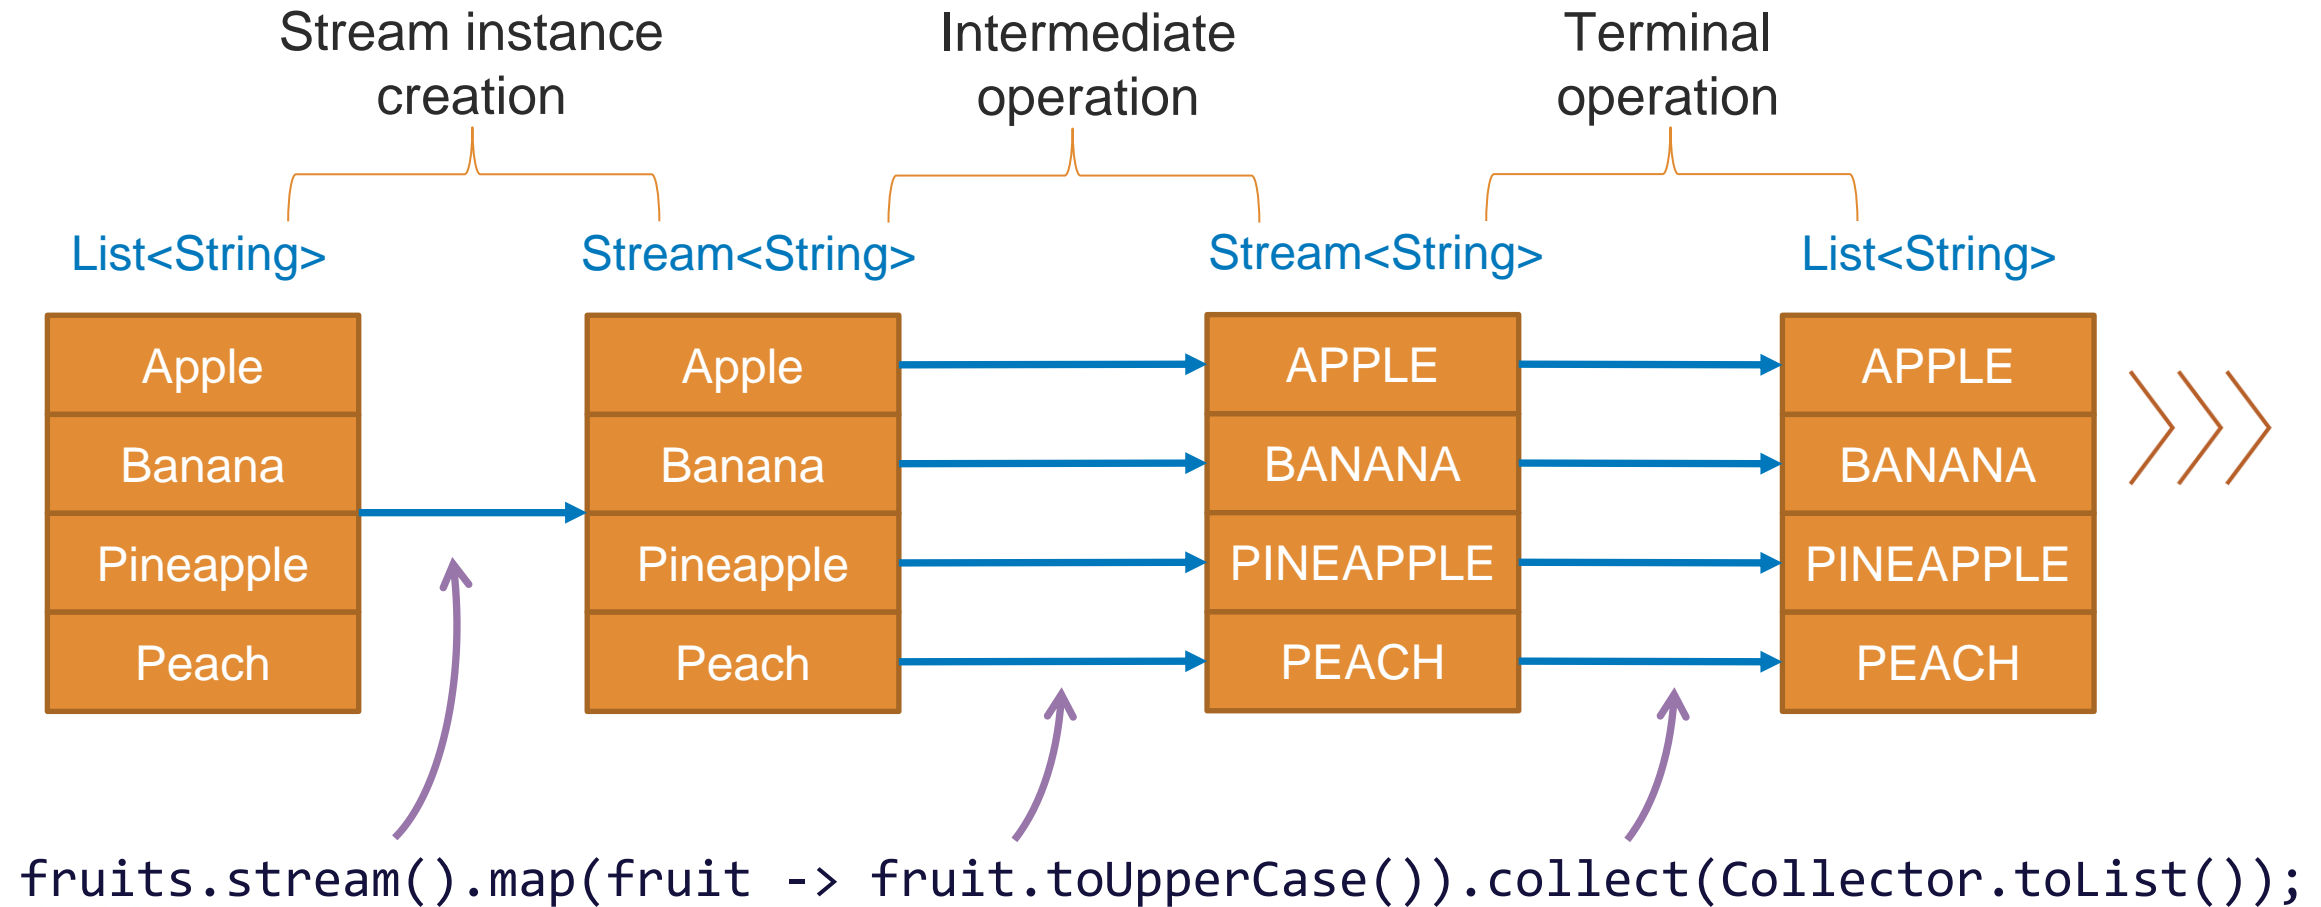 Stream instance
creation
Intermediate
operation
Terminal
operation
List<String>
Stream<String>
Stream<String>
List<String>
Apple
Banana
Pineapple
Peach
Apple
Banana
Pineapple
Peach
APPLE
BANANA
PINEAPPLE
PEACH
APPLE
BANANA
PINEAPPLE
PEACH
fruits.stream().map(fruit -> fruit.toUpperCase()).collect(Collector.toList());